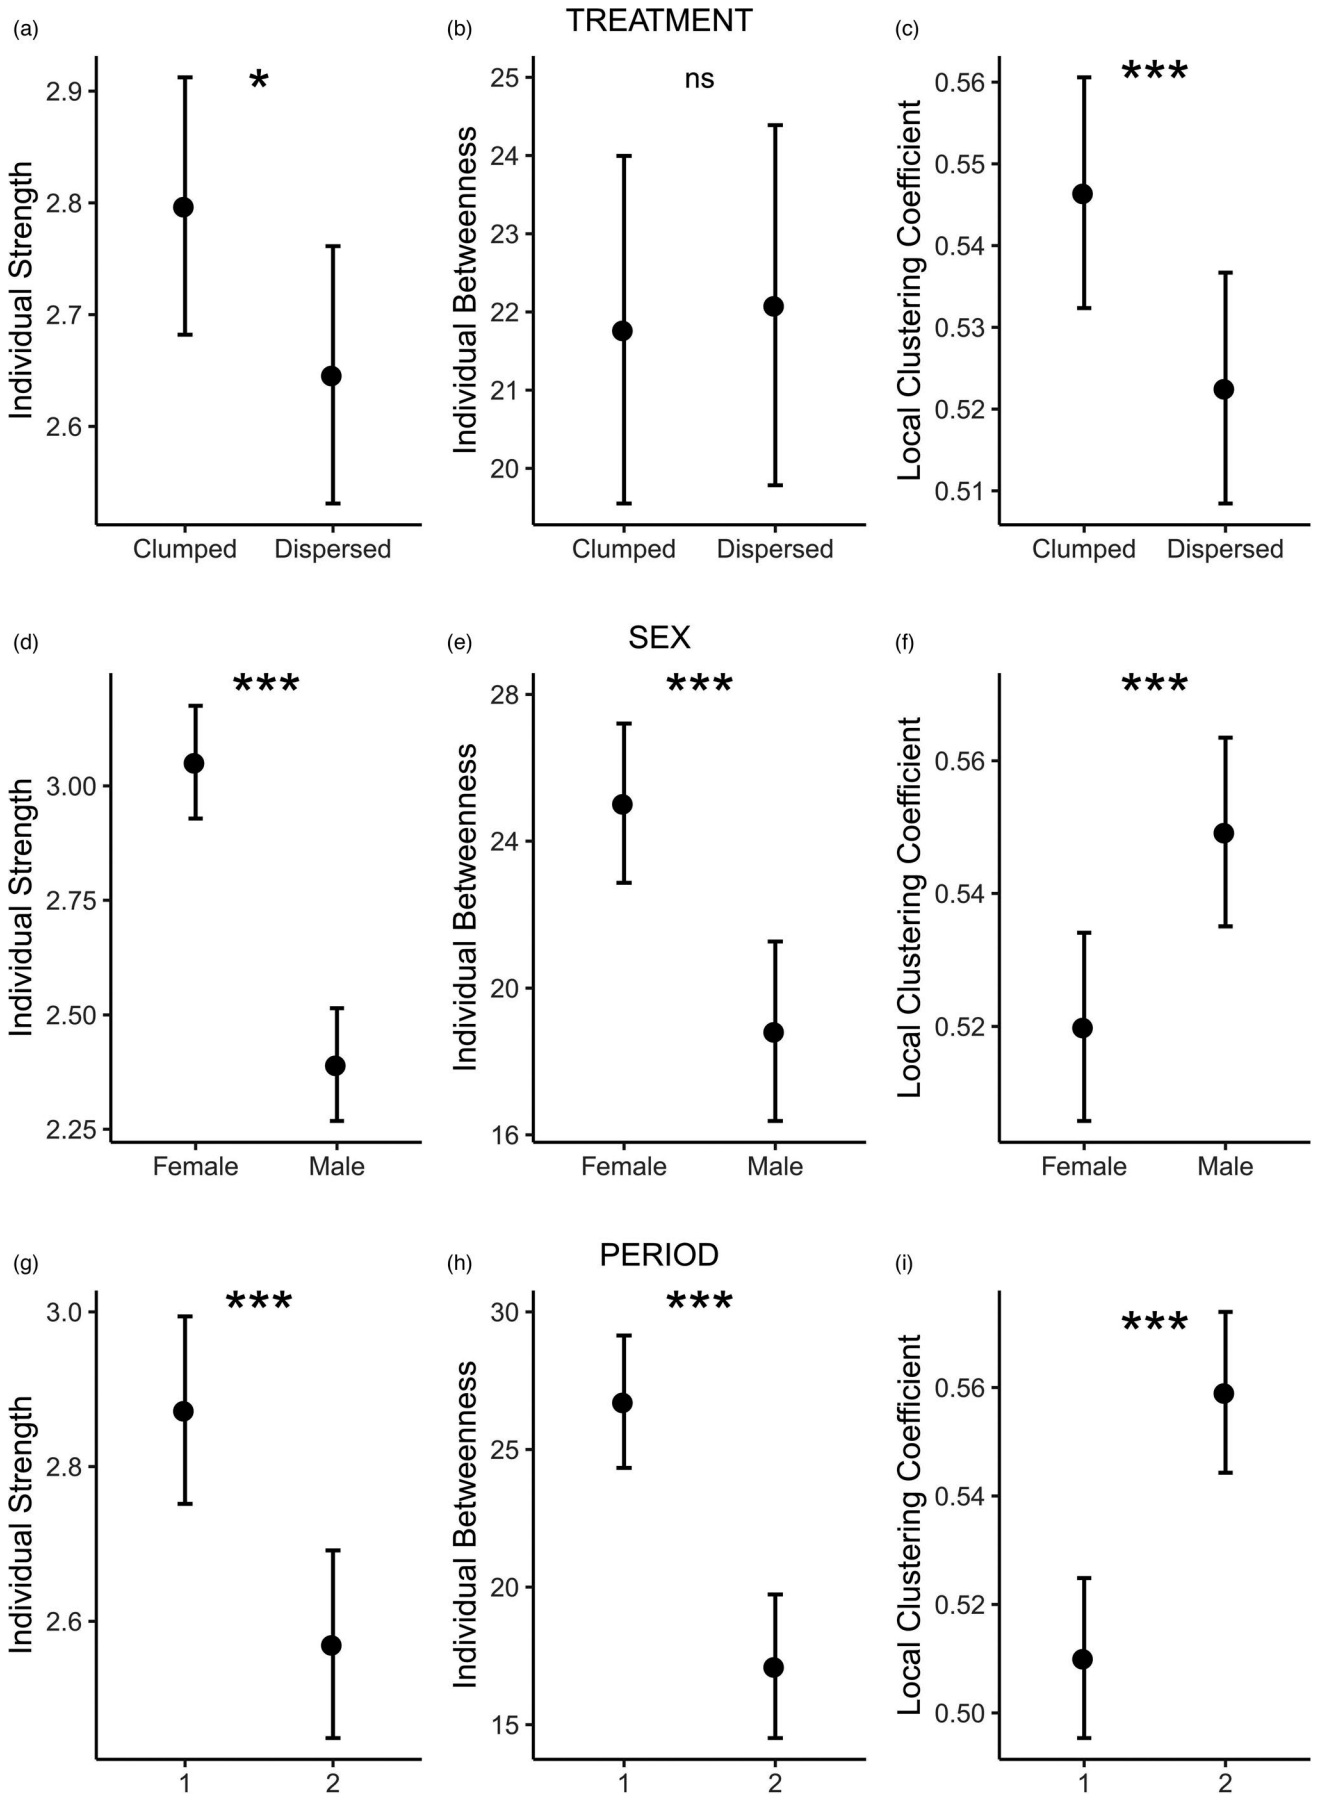 (a)
(b)
TREATMENT
(c)
Individual Strength
2.9
2.8
2.7
2.6
*
Clumped
Dispersed
Individual Betweenness
25
24
23
22
21
20
ns
Clumped
Dispersed
Local Clustering Coefficient
0.56
0.55
0.54
0.53
0.52
0.51
***
Clumped
Dispersed
(d)
(e)
SEX
(f)
Individual Strength
3.00
2.75
2.50
2.25
***
Female
Male
Individual Betweenness
28
24
20
16
***
Female
Male
Local Clustering Coefficient
0.56
0.54
0.52
***
Female
Male
(g)
(h)
PERIOD
(i)
Individual Strength
3.0
2.8
2.6
***
1
2
Individual Betweenness
30
25
20
15
***
1
2
Local Clustering Coefficient
0.56
0.54
0.52
0.50
***
1
2